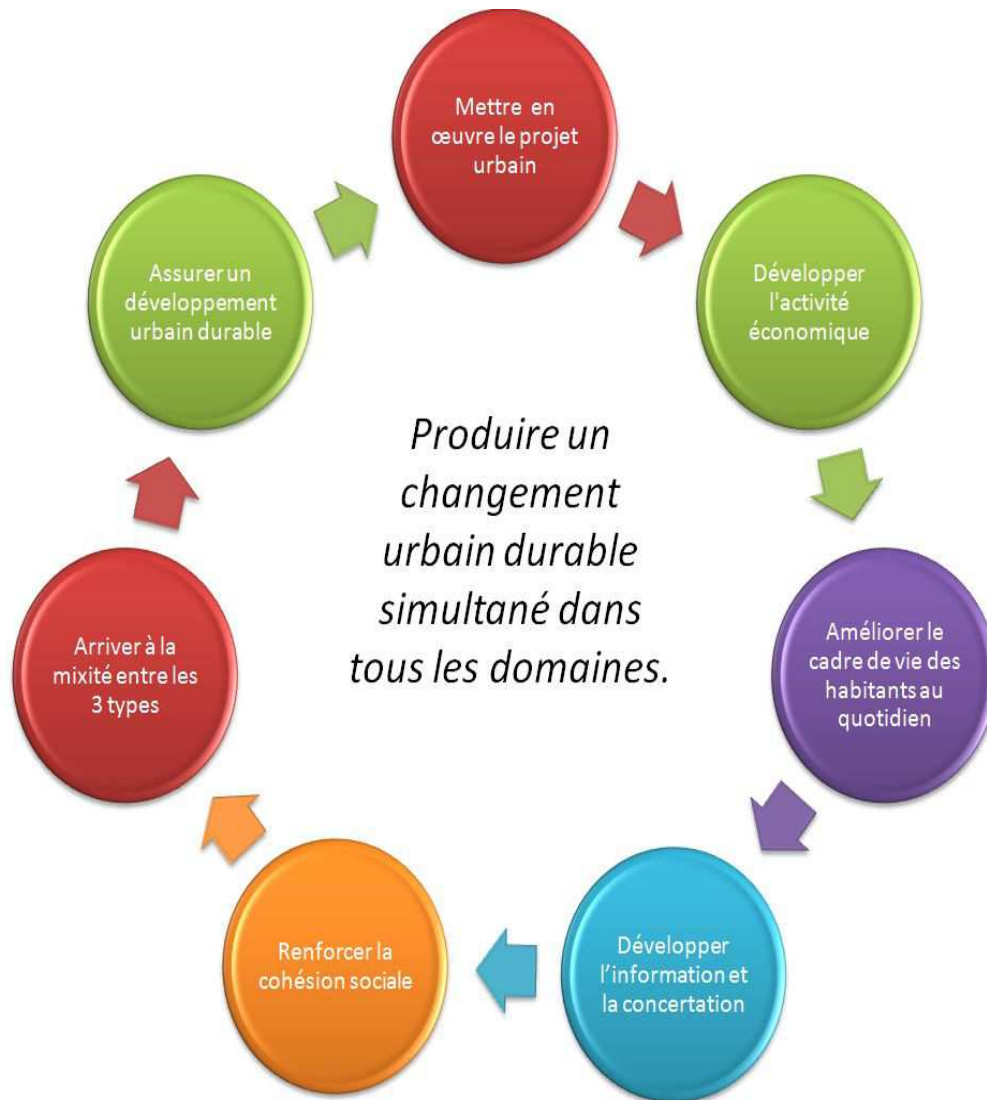 Mettre en
œuvre le projet
urbain
Développer
l'activité
économique
Améliorer le
cadre de vie des
habitants au
quotidien
Développer
l’information et
la concertation
Renforcer la
cohésion sociale
Arriver à la
mixité entre les
3 types
Assurer un
développement
urbain durable
Produire un
changement
urbain durable
simultané dans
tous les domaines.